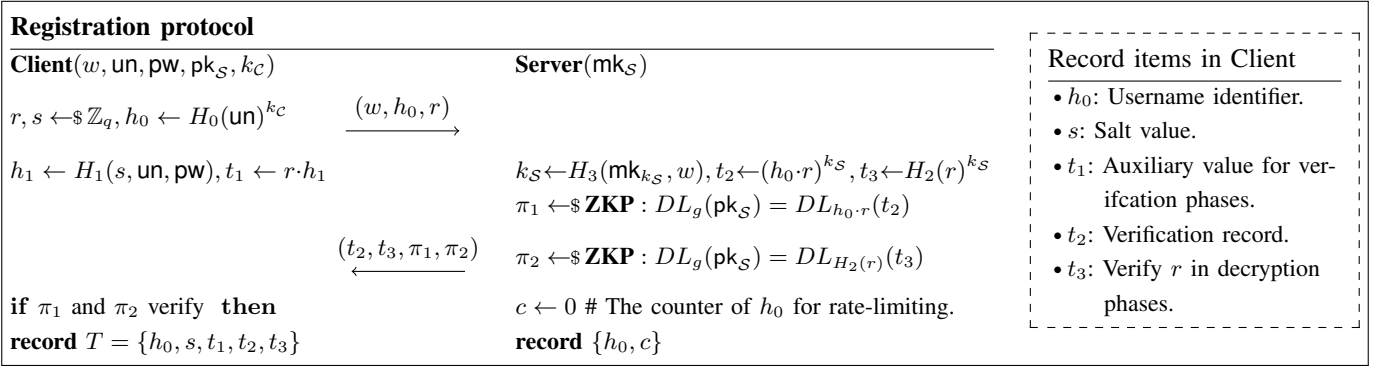 Registration protocol
Client(w, un, pw, pk_S, k_C) Server(mk_S)
r, s ←$ ℤ_q, h_0 ← H_0(un)^{k_C} (w, h_0, r)
h_1 ← H_1(s, un, pw), t_1 ← r·h_1 k_S←H_3(mk_{k_S}, w), t_2←(h_0·r)^{k_S}, t_3←H_2(r)^{k_S}
π_1 ←$ ZKP : DL_g(pk_S) = DL_{h_0·r}(t_2)
(t_2, t_3, π_1, π_2) π_2 ←$ ZKP : DL_g(pk_S) = DL_{H_2(r)}(t_3)
if π_1 and π_2 verify then c ← 0 # The counter of h_0 for rate-limiting.
record T = {h_0, s, t_1, t_2, t_3} record {h_0, c}
Record items in Client
• h_0: Username identifier.
• s: Salt value.
• t_1: Auxiliary value for ver-
ifcation phases.
• t_2: Verification record.
• t_3: Verify r in decryption
phases.